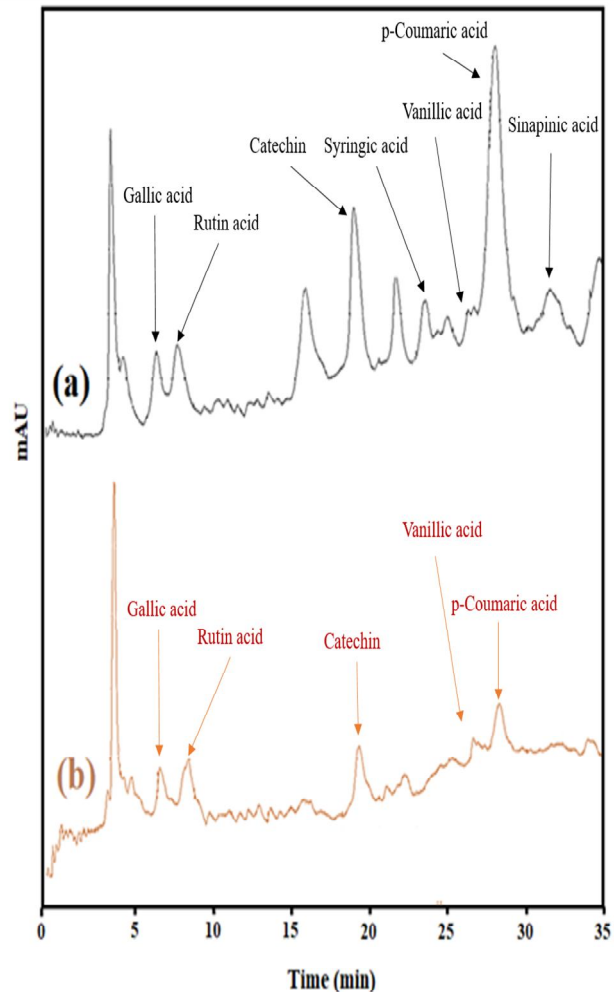 p-Coumaric acid
Vanillic acid
Sinapinic acid
Catechin
Syringic acid
Gallic acid
Rutin acid
(a)
mAU
Vanillic acid
Gallic acid
p-Coumaric acid
Rutin acid
Catechin
(b)
0 5 10 15 20 25 30 35
Time (min)